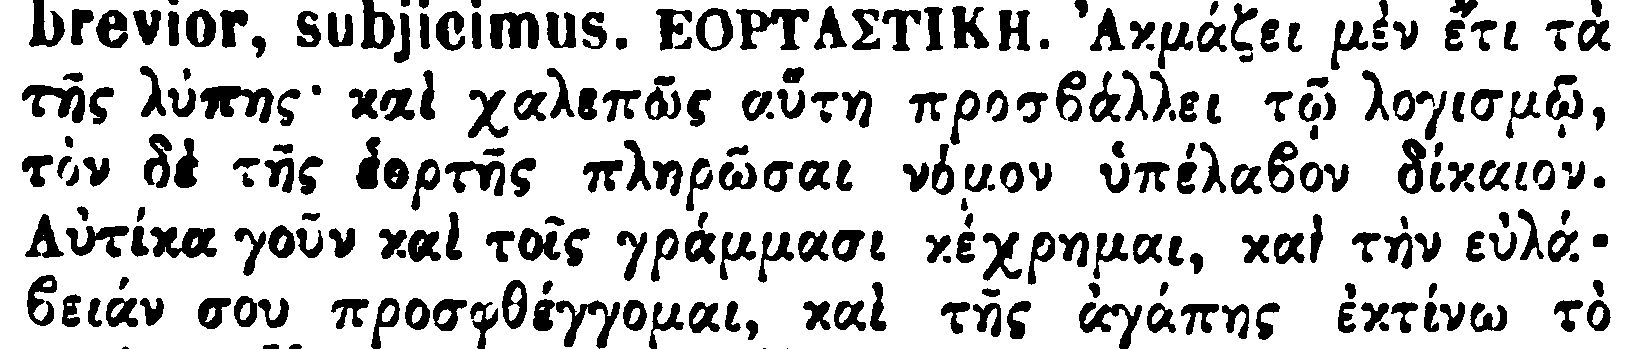 brevior, subjicimus. ΕΟΡΤΑΣΤΙΚΗ. Ἀκμάζει μὲν ἔτι τὰ
τῆς λύπης· καὶ χαλεπῶς αὕτη προσβάλλει τῷ λογισμῷ,
τὸν δὲ τῆς ἑορτῆς πληρῶσαι νόμον ὑπέλαβον δίκαιον.
Αὐτίκα γοῦν καὶ τοῖς γράμμασι κέχρημαι, καὶ τὴν εὐλά-
βειάν σου προσφθέγγομαι, καὶ τῆς ἀγάπης ἐκτίνω τὸ